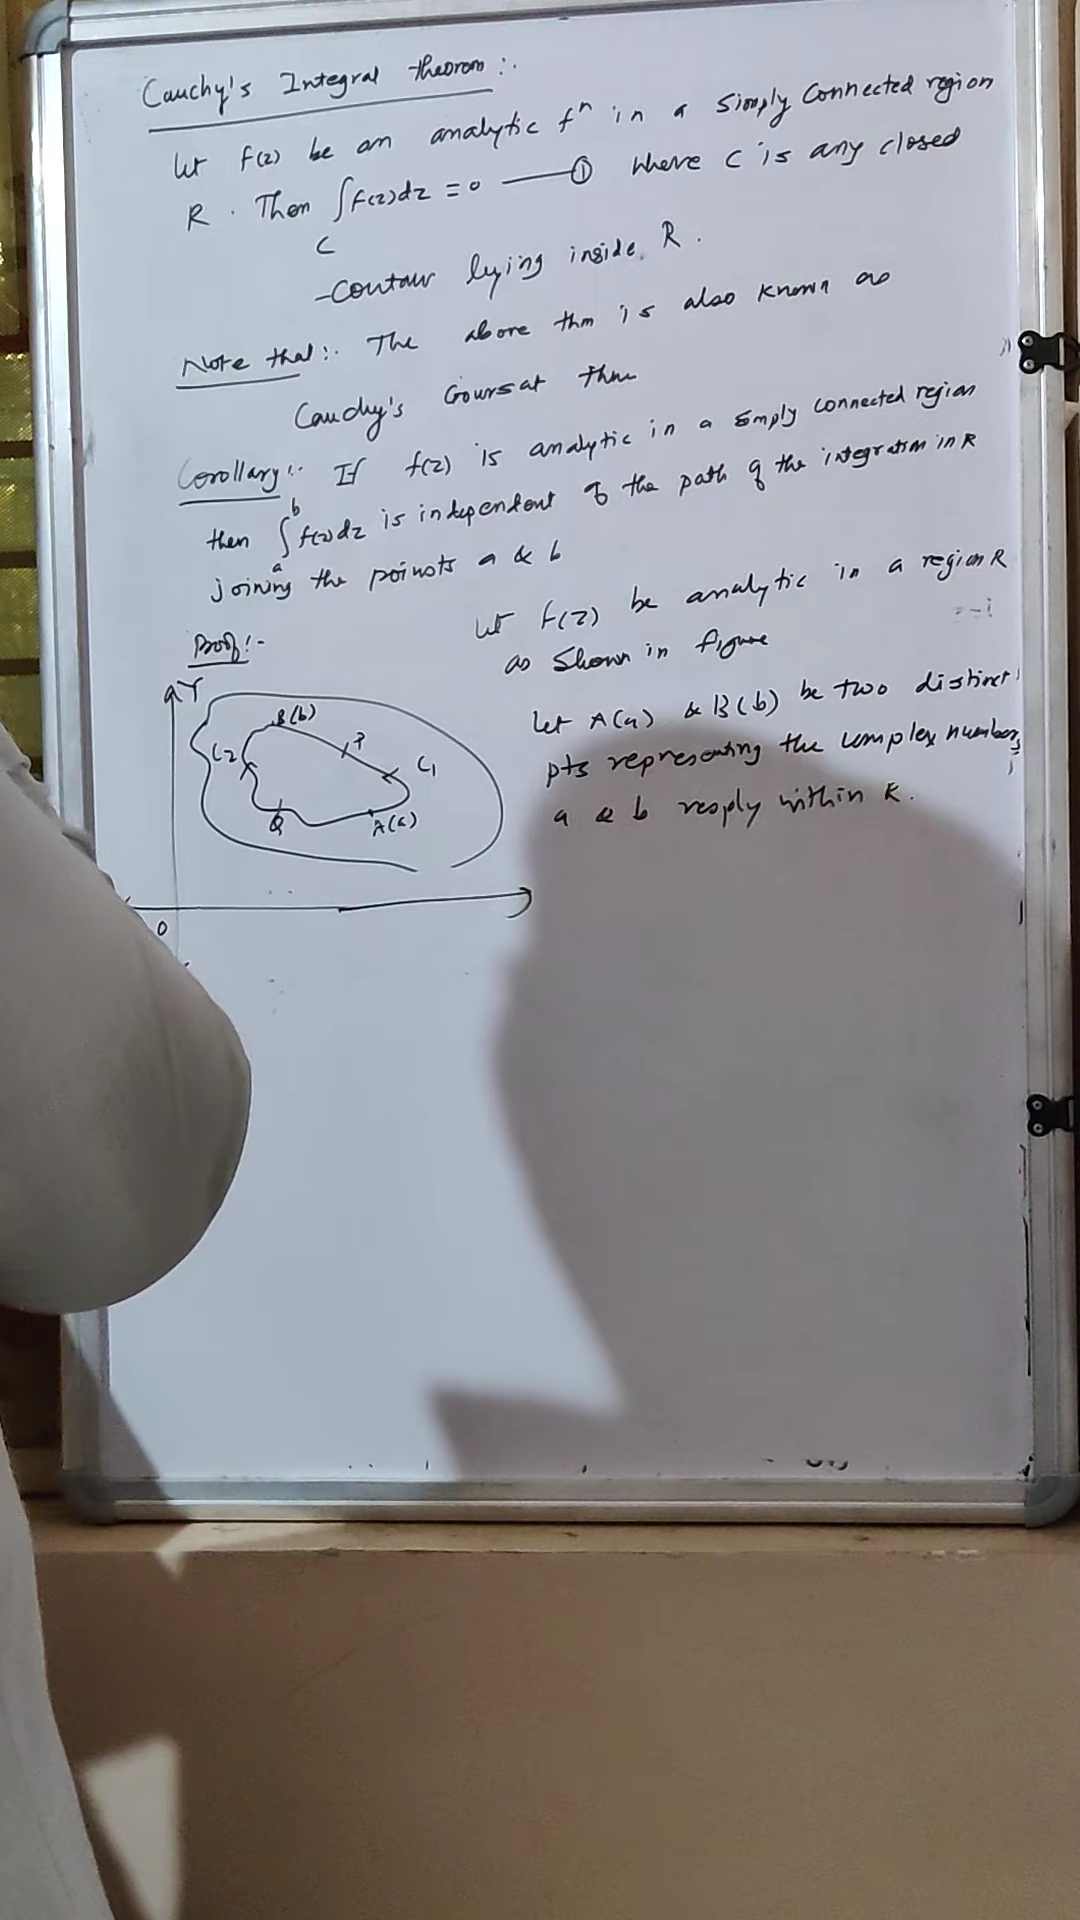 Cauchy's Integral theorem :.
Let f(z) be an analytic fⁿ in a simply connected region
R. Then ∫f(z)dz = 0 —— ① where C is any closed
C
contour lying inside R.
Note that :. The above thm is also known as
Cauchy's Goursat thm
Corollary :. If f(z) is analytic in a simply connected region
then ∫ₐᵇ f(z)dz is independent of the path of the integration in R
joining the poinsts a & b
Proof :-
Let f(z) be analytic in a region R
as shown in figure
Let A(a) & B(b) be two distinct
pts representing the complex numbers
a & b resply within R.
Y
B(b)
P
C2
C1
Q
A(a)
0